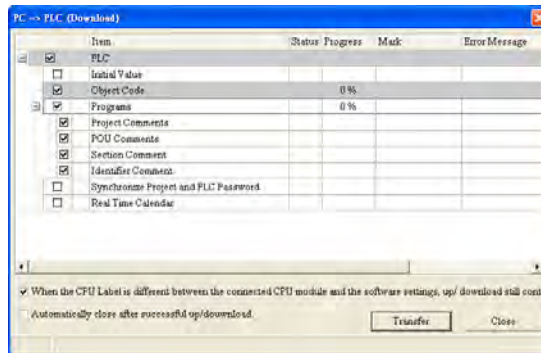 PC --> PLC (Download)
Item Status Progress Mark Error Message
PLC
Initial Value
Object Code 0 %
Programs 0 %
Project Comments
POU Comments
Section Comment
Identifier Comment
Synchronize Project and PLC Password
Real Time Calendar
When the CPU Label is different between the connected CPU module and the software settings, up/ download still cont
Automatically close after successful up/download.
Transfer Close